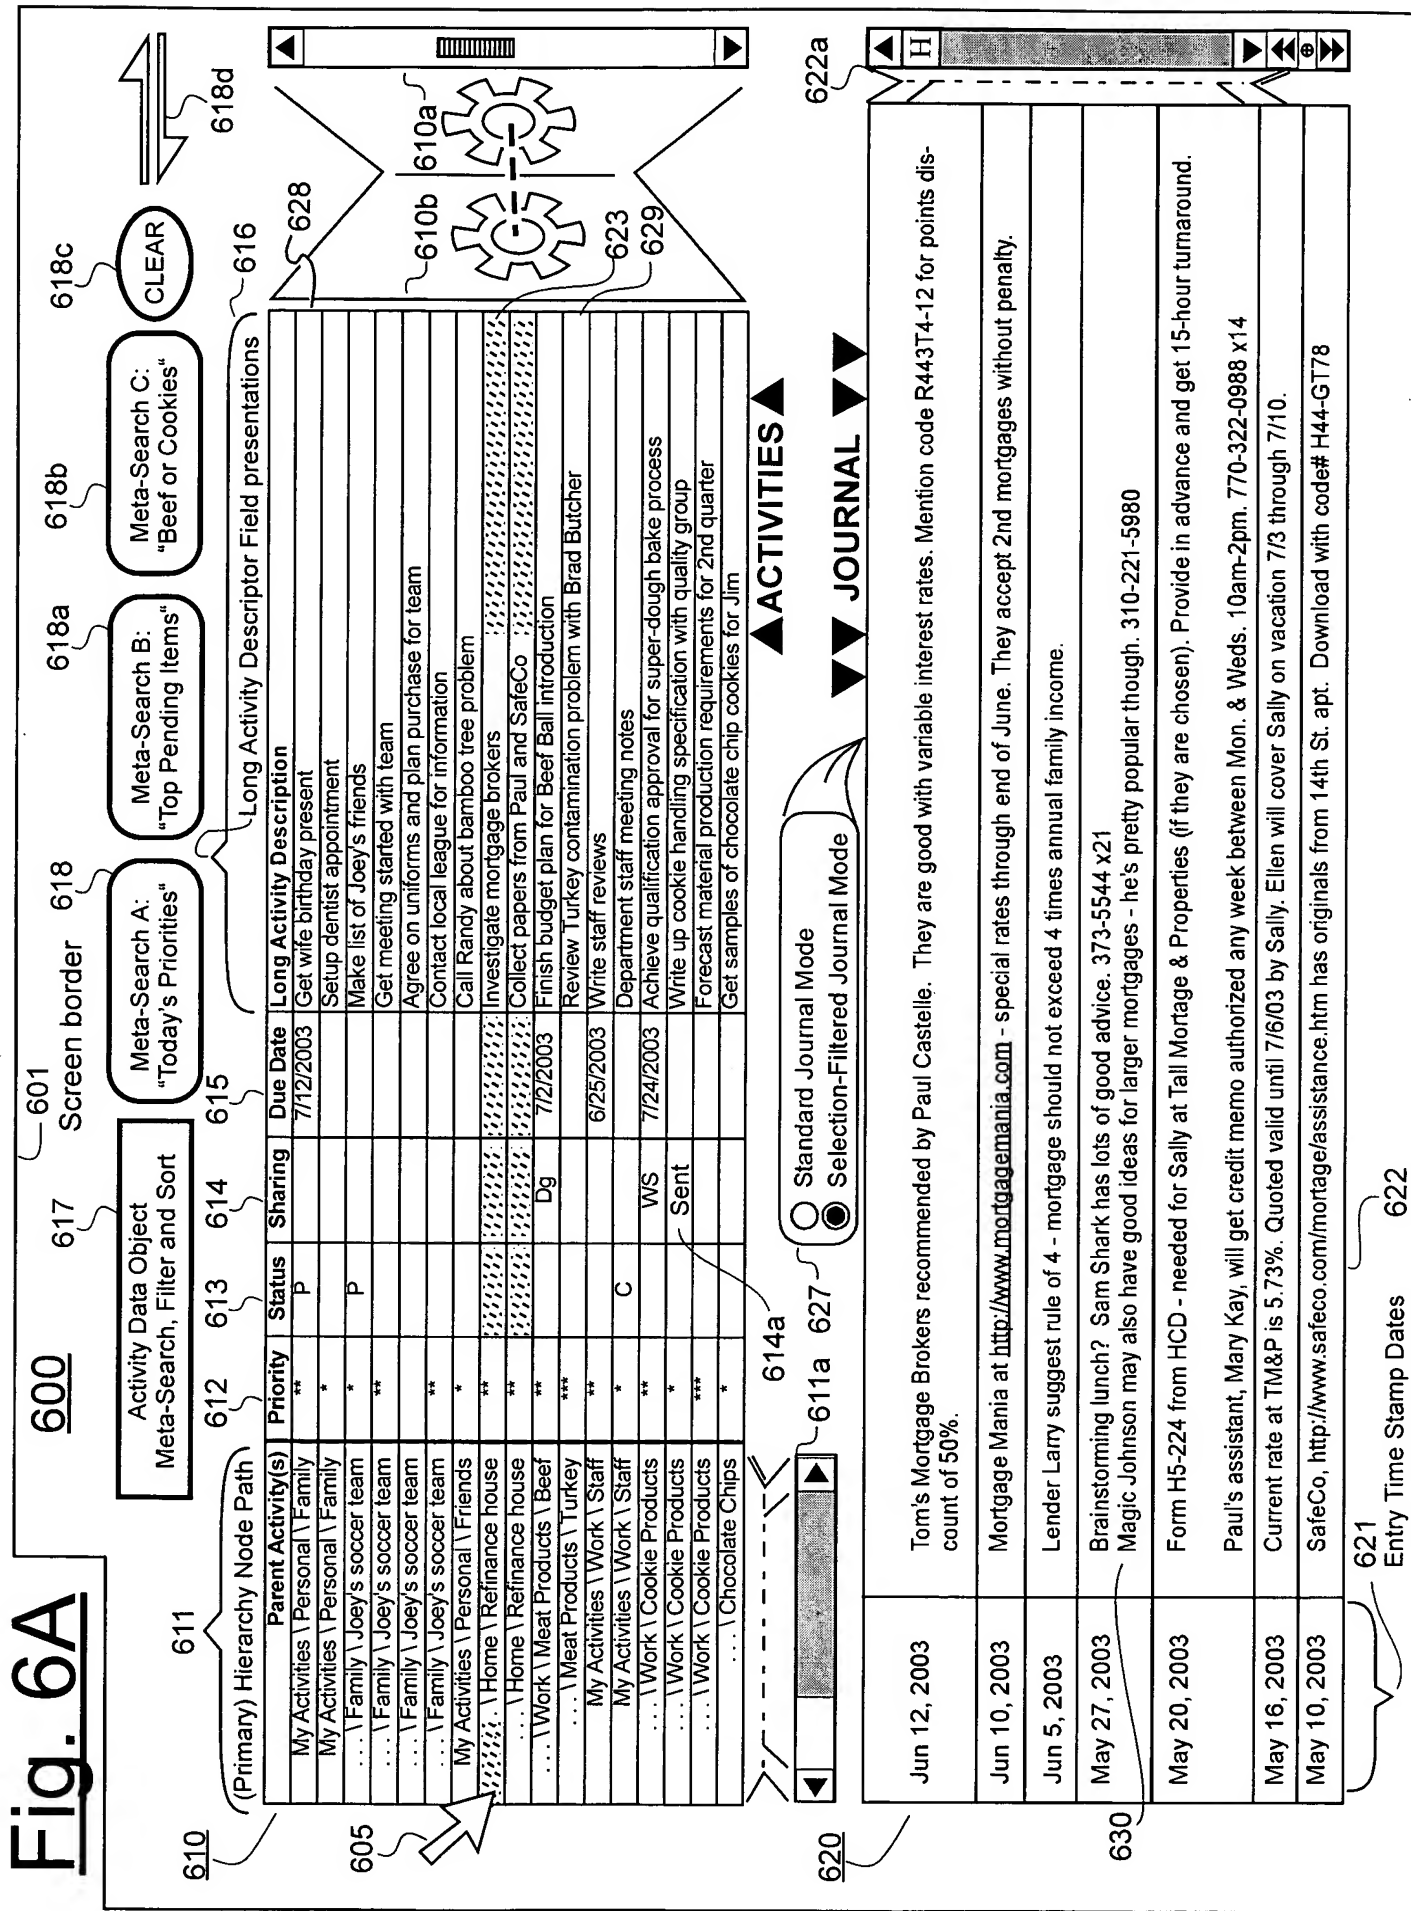 Fig. 6A
600
601
Screen border
617
618
618a
618b
618c
618d
Activity Data Object
Meta-Search, Filter and Sort
Meta-Search A:
"Today's Priorities"
Meta-Search B:
"Top Pending Items"
Meta-Search C:
"Beef or Cookies"
CLEAR
611
612
613
614
615
616
628
(Primary) Hierarchy Node Path
Long Activity Descriptor Field presentations
610
Parent Activity(s) Priority Status Sharing Due Date Long Activity Description
My Activities \ Personal \ Family ** P 7/12/2003 Get wife birthday present
My Activities \ Personal \ Family * Setup dentist appointment
. . . \ Family \ Joey's soccer team * P Make list of Joey's friends
. . . \ Family \ Joey's soccer team ** Get meeting started with team
. . . \ Family \ Joey's soccer team Agree on uniforms and plan purchase for team
. . . \ Family \ Joey's soccer team ** Contact local league for information
My Activities \ Personal \ Friends * Call Randy about bamboo tree problem
. . . \ Home \ Refinance house ** Investigate mortgage brokers
. . . \ Home \ Refinance house ** Collect papers from Paul and SafeCo
. . . \ Work \ Meat Products \ Beef ** Dg 7/2/2003 Finish budget plan for Beef Ball introduction
. . . \ Meat Products \ Turkey *** Review Turkey contamination problem with Brad Butcher
My Activities \ Work \ Staff ** 6/25/2003 Write staff reviews
My Activities \ Work \ Staff * C Department staff meeting notes
. . . \ Work \ Cookie Products ** WS 7/24/2003 Achieve qualification approval for super-dough bake process
. . . \ Work \ Cookie Products * Sent Write up cookie handling specification with quality group
. . . \ Work \ Cookie Products *** Forecast material production requirements for 2nd quarter
. . . \ Chocolate Chips * Get samples of chocolate chip cookies for Jim
605
610b
610a
623
629
611a
627
614a
Standard Journal Mode
Selection-Filtered Journal Mode
ACTIVITIES
JOURNAL
622a
H
620
Jun 12, 2003 Tom's Mortgage Brokers recommended by Paul Castelle. They are good with variable interest rates. Mention code R443T4-12 for points dis-
count of 50%.
Jun 10, 2003 Mortgage Mania at http://www.mortgagemania.com - special rates through end of June. They accept 2nd mortgages without penalty.
Jun 5, 2003 Lender Larry suggest rule of 4 - mortgage should not exceed 4 times annual family income.
May 27, 2003 Brainstorming lunch? Sam Shark has lots of good advice. 373-5544 x21
Magic Johnson may also have good ideas for larger mortgages - he's pretty popular though. 310-221-5980
May 20, 2003 Form H5-224 from HCD - needed for Sally at Tall Mortage & Properties (if they are chosen). Provide in advance and get 15-hour turnaround.
Paul's assistant, Mary Kay, will get credit memo authorized any week between Mon. & Weds. 10am-2pm. 770-322-0988 x14
May 16, 2003 Current rate at TM&P is 5.73%. Quoted valid until 7/6/03 by Sally. Ellen will cover Sally on vacation 7/3 through 7/10.
May 10, 2003 SafeCo, http://www.safeco.com/mortage/assistance.htm has originals from 14th St. apt. Download with code# H44-GT78
630
621
Entry Time Stamp Dates
622